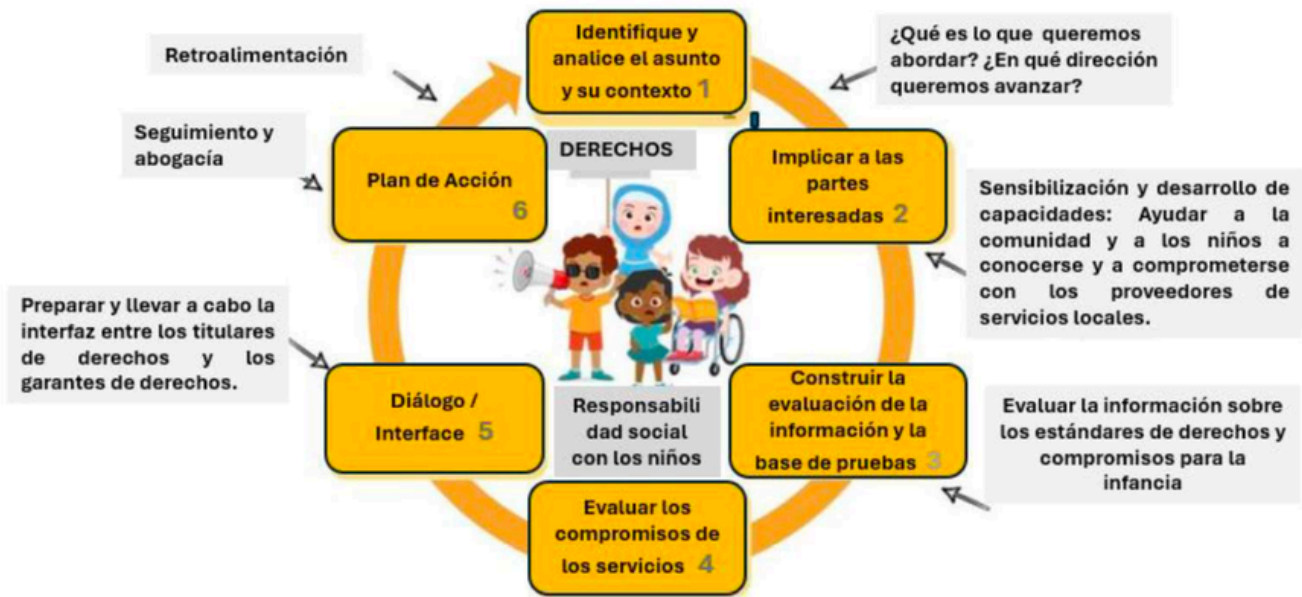 Identifique y
analice el asunto
y su contexto 1
¿Qué es lo que queremos
abordar? ¿En qué dirección
queremos avanzar?
Implicar a las
partes
interesadas 2
Sensibilización y desarrollo de
capacidades: Ayudar a la
comunidad y a los niños a
conocerse y a comprometerse
con los proveedores de
servicios locales.
Construir la
evaluación de la
información y la
base de pruebas 3
Evaluar la información sobre
los estándares de derechos y
compromisos para la
infancia
Evaluar los
compromisos de
los servicios 4
Diálogo /
Interface 5
Preparar y llevar a cabo la
interfaz entre los titulares
de derechos y los
garantes de derechos.
Plan de Acción
6
Seguimiento y
abogacía
Retroalimentación
DERECHOS
Responsabili
dad social
con los niños